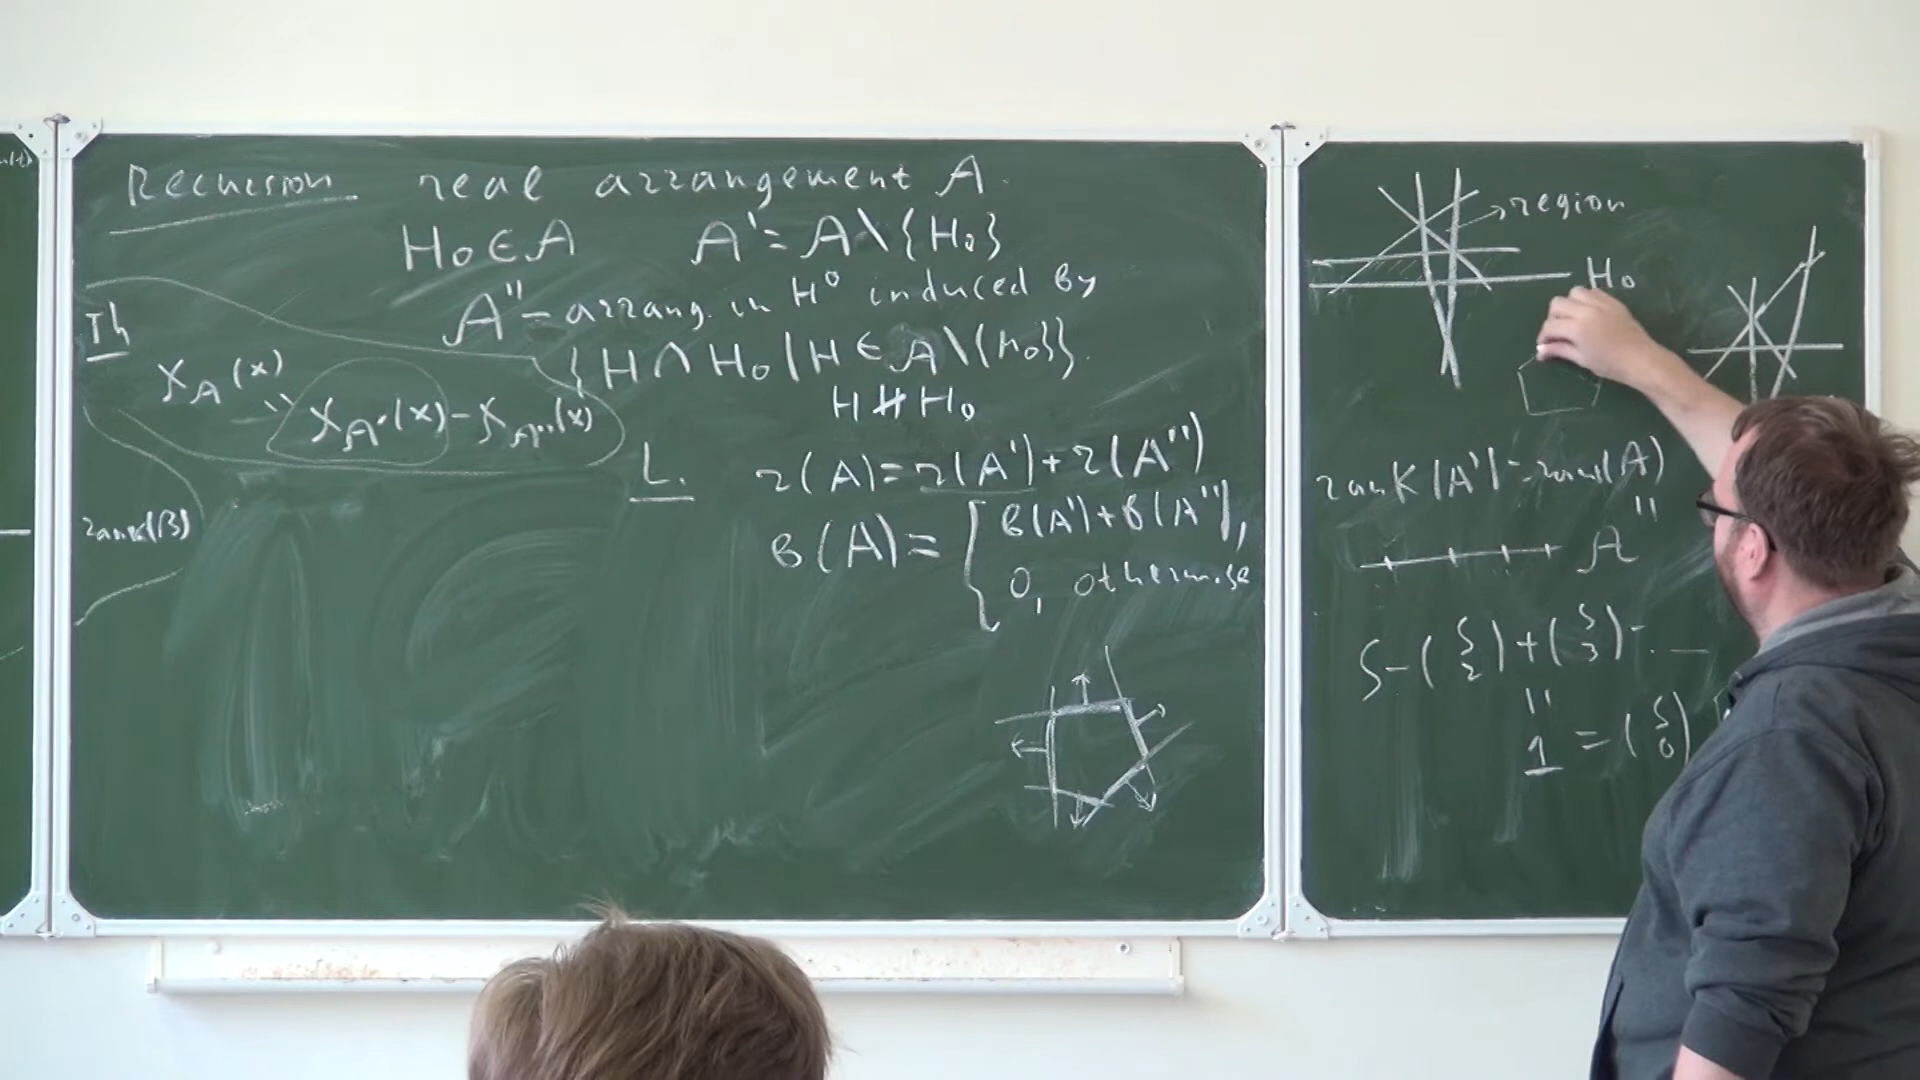 Recursion real arrangement A.
H₀ ∈ A A' = A \ {H₀}
A'' - arrang. in H⁰ induced by
{H ∩ H₀ | H ∈ A \ {H₀}}.
H ∦ H₀
Th
χ_A(x)
" χ_A'(x) - χ_A''(x)
L. r(A) = r(A') + r(A'')
b(A) = { b(A') + b(A''),
0, otherwise
rank(B)
region
H₀
rank(A') = rank(A)
"
A
5 - (5 2) + (5 3) - ...
"
1 = (5 0)